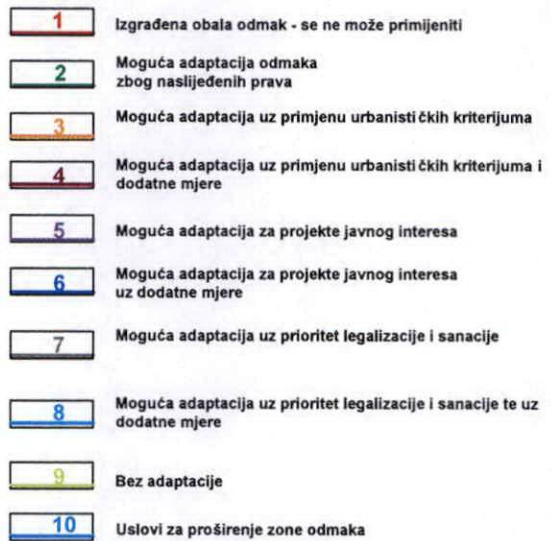 1 Izgrađena obala odmak - se ne može primijeniti
2 Moguća adaptacija odmaka
zbog naslijeđenih prava
3 Moguća adaptacija uz primjenu urbanističkih kriterijuma
4 Moguća adaptacija uz primjenu urbanističkih kriterijuma i
dodatne mjere
5 Moguća adaptacija za projekte javnog interesa
6 Moguća adaptacija za projekte javnog interesa
uz dodatne mjere
7 Moguća adaptacija uz prioritet legalizacije i sanacije
8 Moguća adaptacija uz prioritet legalizacije i sanacije te uz
dodatne mjere
9 Bez adaptacije
10 Uslovi za proširenje zone odmaka